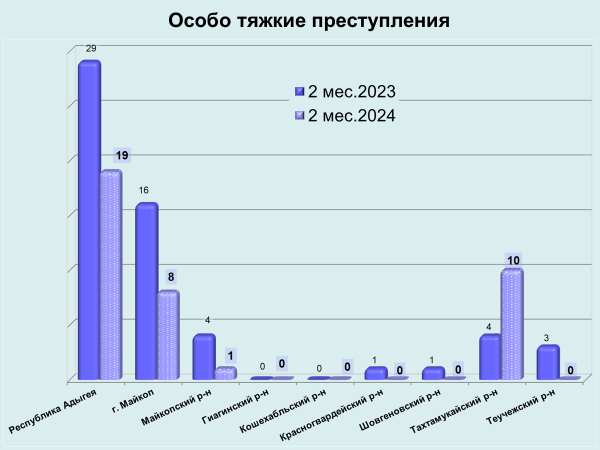 Особо тяжкие преступления
2 мес.2023
2 мес.2024
29
19
16
8
4
1
0
0
0
0
1
0
1
0
4
10
3
0
Республика Адыгея
г. Майкоп
Майкопский р-н
Гиагинский р-н
Кошехабльский р-н
Красногвардейский р-н
Шовгеновский р-н
Тахтамукайский р-н
Теучежский р-н